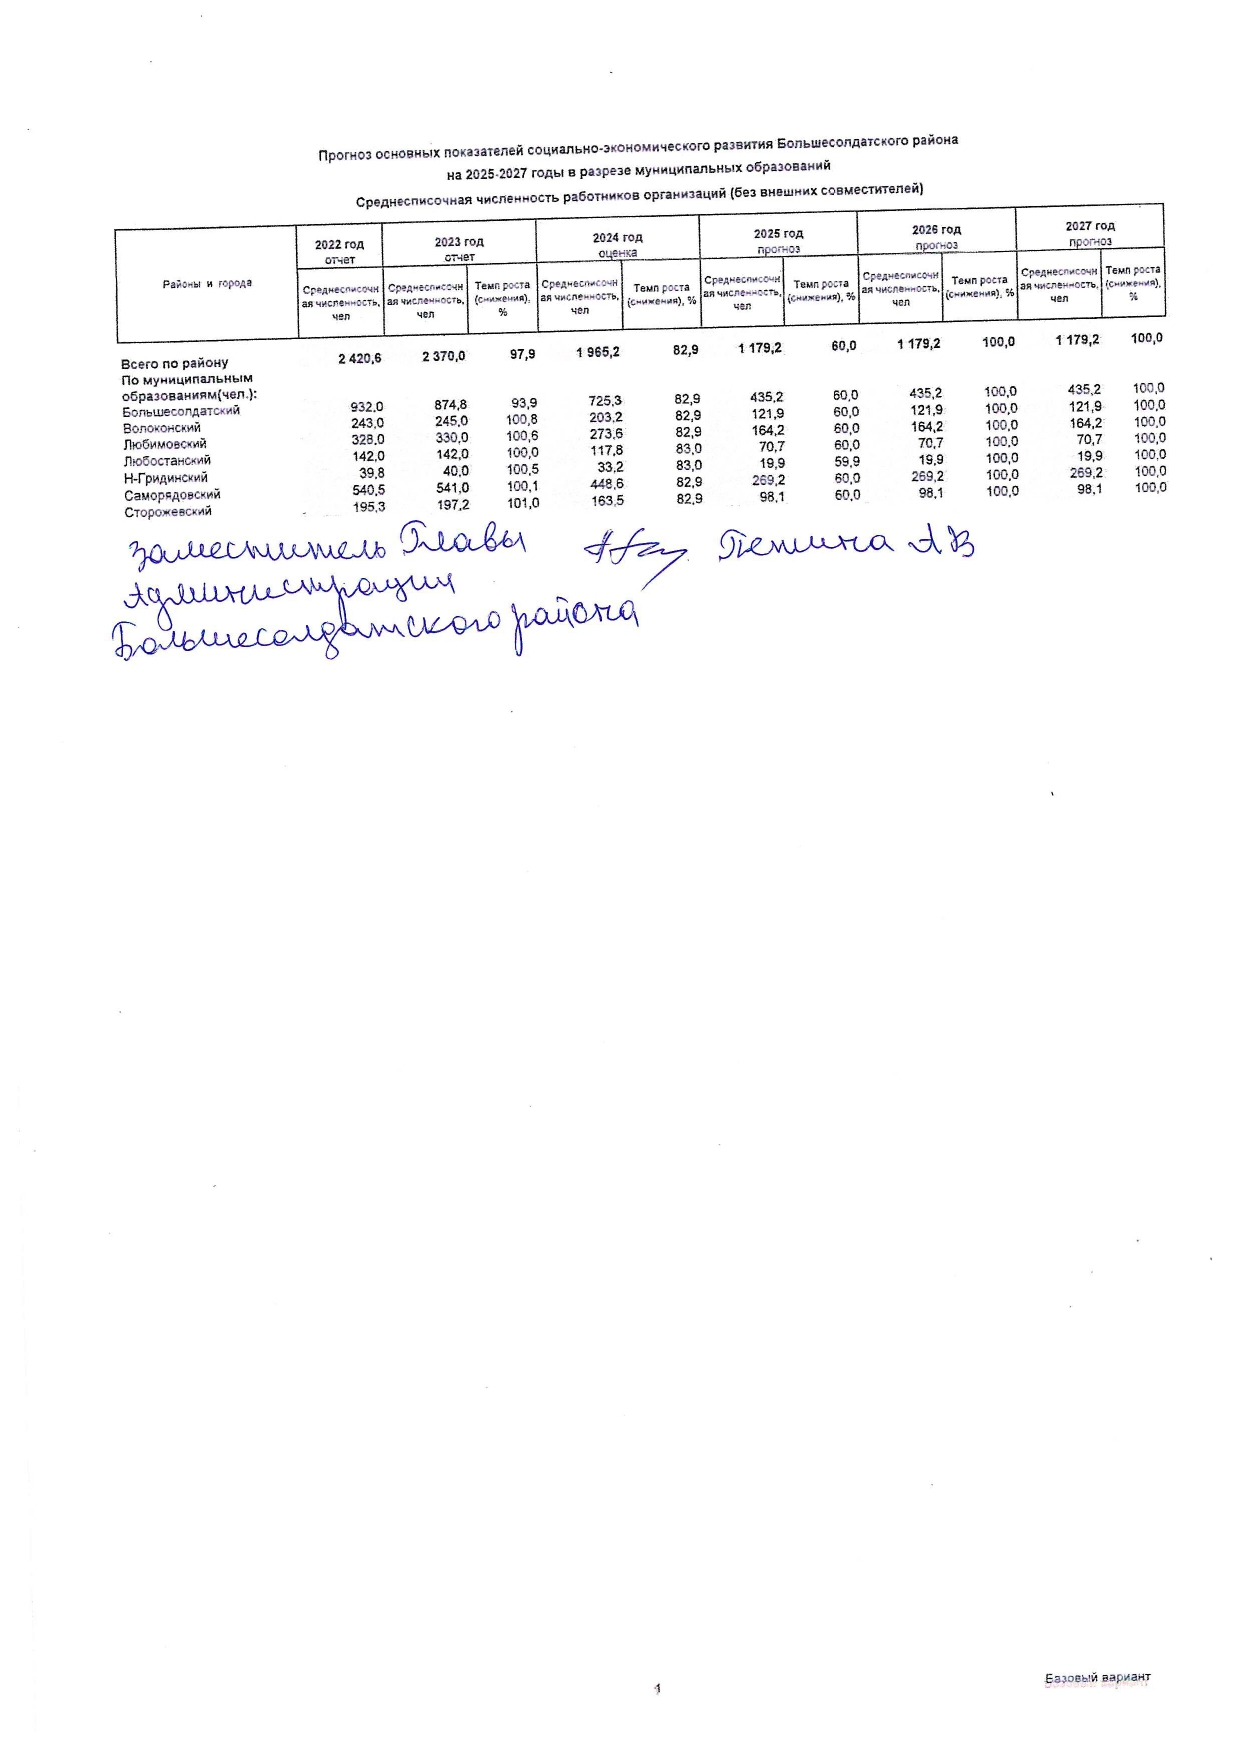 Прогноз основных показателей социально-экономического развития Большесолдатского района
на 2025-2027 годы в разрезе муниципальных образований
Среднесписочная численность работников организаций (без внешних совместителей)
Районы и города 2022 год отчет 2023 год отчет 2024 год оценка 2025 год прогноз 2026 год прогноз 2027 год прогноз
Среднесписочная численность, чел Среднесписочная численность, чел Темп роста (снижения), % Среднесписочная численность, чел Темп роста (снижения), % Среднесписочная численность, чел Темп роста (снижения), % Среднесписочная численность, чел Темп роста (снижения), % Среднесписочная численность, чел Темп роста (снижения), %
Всего по району 2 420,6 2 370,0 97,9 1 965,2 82,9 1 179,2 60,0 1 179,2 100,0 1 179,2 100,0
По муниципальным
образованиям(чел.):
Большесолдатский 932,0 874,8 93,9 725,3 82,9 435,2 60,0 435,2 100,0 435,2 100,0
Волоконский 243,0 245,0 100,8 203,2 82,9 121,9 60,0 121,9 100,0 121,9 100,0
Любимовский 328,0 330,0 100,6 273,6 82,9 164,2 60,0 164,2 100,0 164,2 100,0
Любостанский 142,0 142,0 100,0 117,8 83,0 70,7 60,0 70,7 100,0 70,7 100,0
Н-Гридинский 39,8 40,0 100,5 33,2 83,0 19,9 59,9 19,9 100,0 19,9 100,0
Саморядовский 540,5 541,0 100,1 448,6 82,9 269,2 60,0 269,2 100,0 269,2 100,0
Сторожевский 195,3 197,2 101,0 163,5 82,9 98,1 60,0 98,1 100,0 98,1 100,0
Заместитель Главы А В
Администрации
Большесолдатского района
1
Базовый вариант